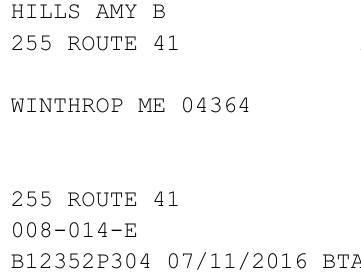 HILLS AMY B
255 ROUTE 41
WINTHROP ME 04364
255 ROUTE 41
008-014-E
B12352P304 07/11/2016 BTA